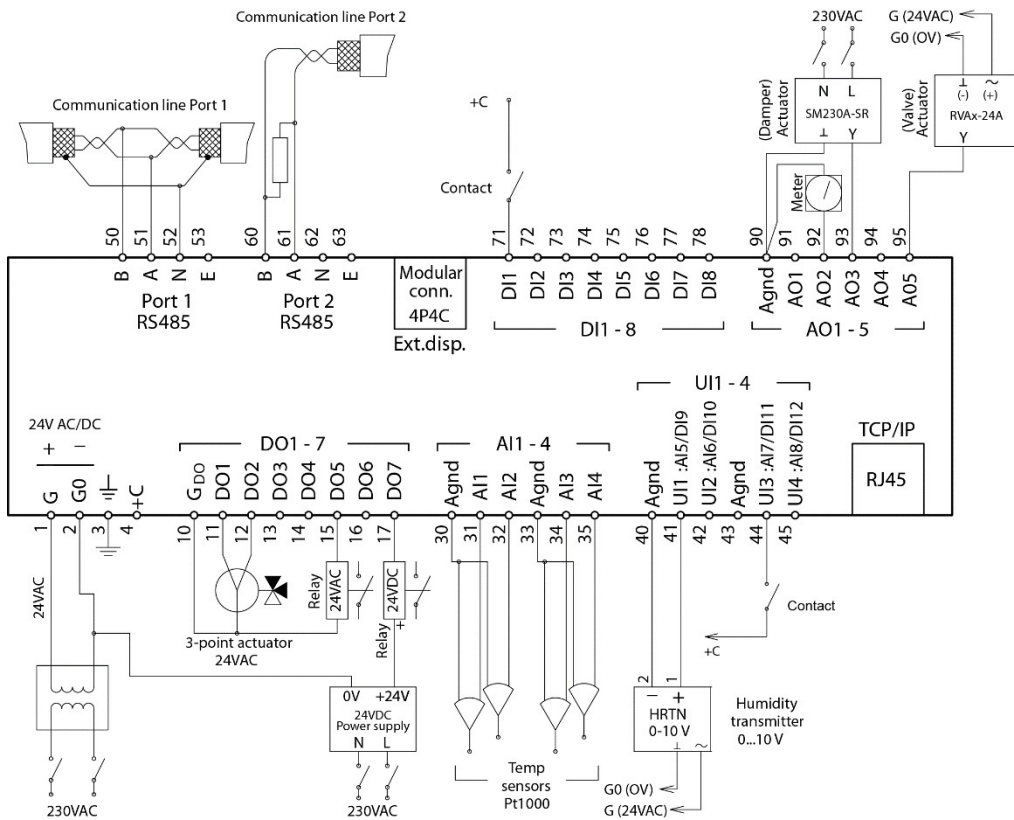 Communication line Port 2
Communication line Port 1
230VAC
G (24VAC)
G0 (OV)
+C
Contact
(Damper)
Actuator
N L
SM230A-SR
⊥ Y
Meter
(Valve)
Actuator
⊥ ~
(-) (+)
RVAx-24A
Y
50 51 52 53 60 61 62 63 71 72 73 74 75 76 77 78 90 91 92 93 94 95
B A N E B A N E
Port 1
RS485
Port 2
RS485
Modular
conn.
4P4C
Ext.disp.
DI1 DI2 DI3 DI4 DI5 DI6 DI7 DI8
DI1 - 8
Agnd AO1 AO2 AO3 AO4 A05
AO1 - 5
24V AC/DC
+ −
G G0 ⏚ +C
DO1 - 7
GDO DO1 DO2 DO3 DO4 DO5 DO6 DO7
AI1 - 4
Agnd AI1 AI2 Agnd AI3 AI4
UI1 - 4
Agnd
UI1 :AI5/DI9
UI2 :AI6/DI10
Agnd
UI3 :AI7/DI11
UI4 :AI8/DI12
TCP/IP
RJ45
1 2 3 4 10 11 12 13 14 15 16 17 30 31 32 33 34 35 40 41 42 43 44 45
24VAC
230VAC
3-point actuator
24VAC
Relay
24VAC
Relay
24VDC
+
0V +24V
24VDC
Power supply
N L
230VAC
Temp
sensors
Pt1000
Contact
+C
2 1
− +
HRTN
0-10 V
⊥ ~
Humidity
transmitter
0...10 V
G0 (OV)
G (24VAC)